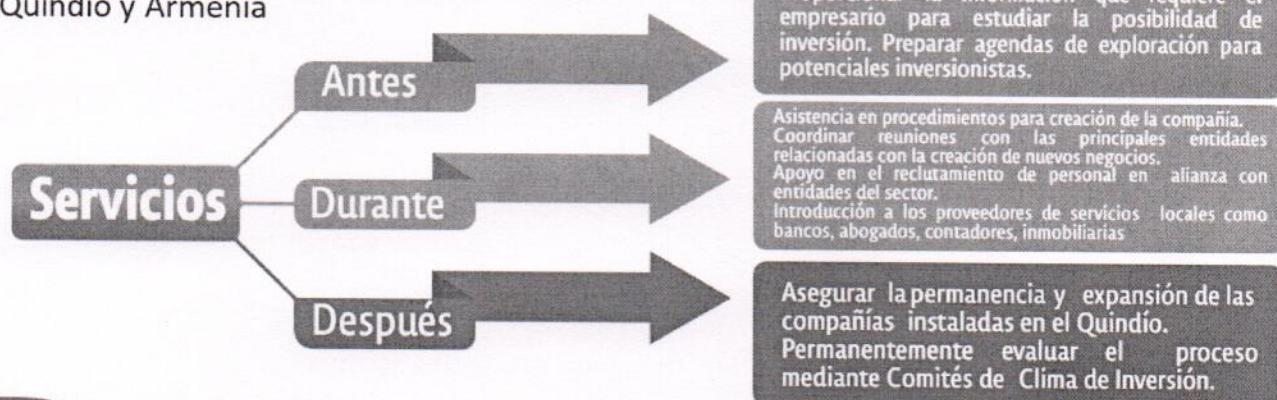 Quindío y Armenia
Servicios
Antes
empresario para estudiar la posibilidad de
inversión. Preparar agendas de exploración para
potenciales inversionistas.
Durante
Asistencia en procedimientos para creación de la compañía.
Coordinar reuniones con las principales entidades
relacionadas con la creación de nuevos negocios.
Apoyo en el reclutamiento de personal en alianza con
entidades del sector.
Introducción a los proveedores de servicios locales como
bancos, abogados, contadores, inmobiliarias
Después
Asegurar la permanencia y expansión de las
compañías instaladas en el Quindío.
Permanentemente evaluar el proceso
mediante Comités de Clima de Inversión.